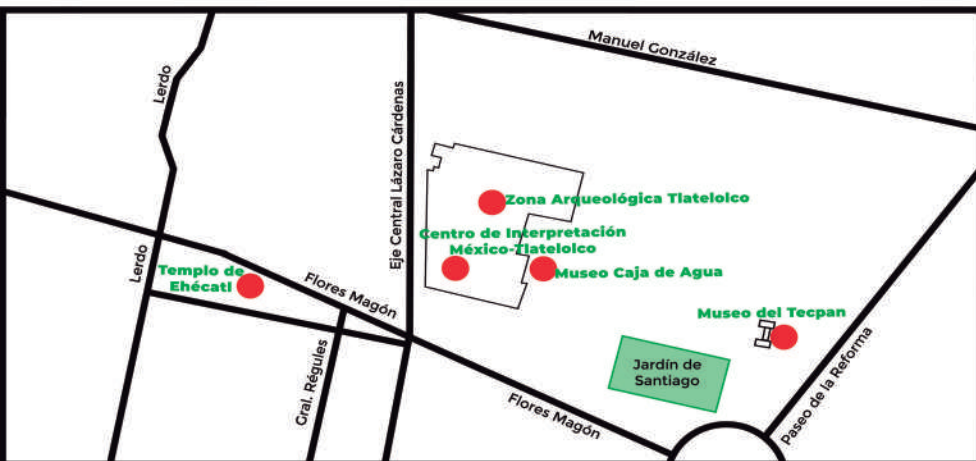 Manuel González
Lerdo
Eje Central Lázaro Cárdenas
Zona Arqueológica Tlatelolco
Centro de Interpretación
México-Tlatelolco
Museo Caja de Agua
Lerdo
Templo de
Ehécatl
Flores Magón
Museo del Tecpan
Gral. Régules
Jardín de
Santiago
Paseo de la Reforma
Flores Magón